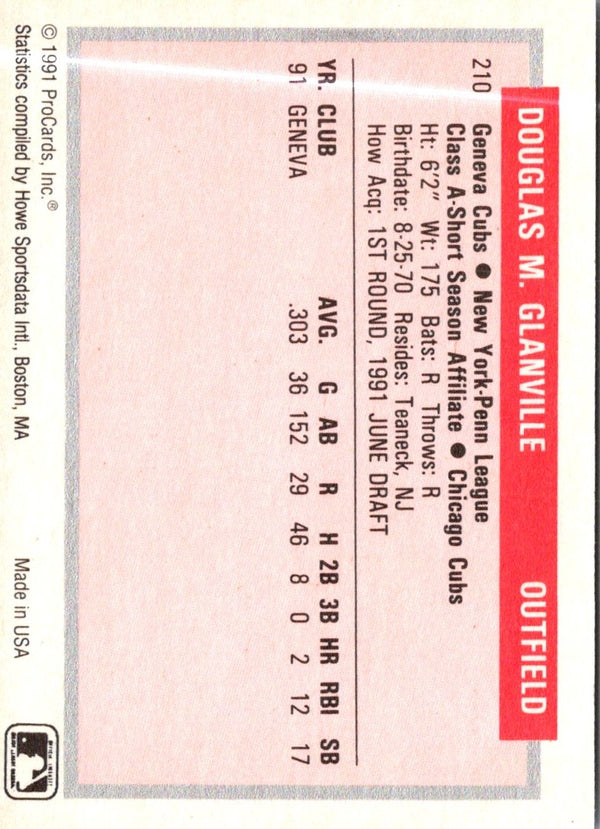 DOUGLAS M. GLANVILLE OUTFIELD
210 Geneva Cubs ● New York-Penn League
Class A-Short Season Affiliate ● Chicago Cubs
Ht: 6'2" Wt: 175 Bats: R Throws: R
Birthdate: 8-25-70 Resides: Teaneck, NJ
How Acq: 1ST ROUND, 1991 JUNE DRAFT
YR. CLUB AVG. G AB R H 2B 3B HR RBI SB
91 GENEVA .303 36 152 29 46 8 0 2 12 17
© 1991 ProCards, Inc.®
Statistics compiled by Howe Sportsdata Intl., Boston, MA Made in USA